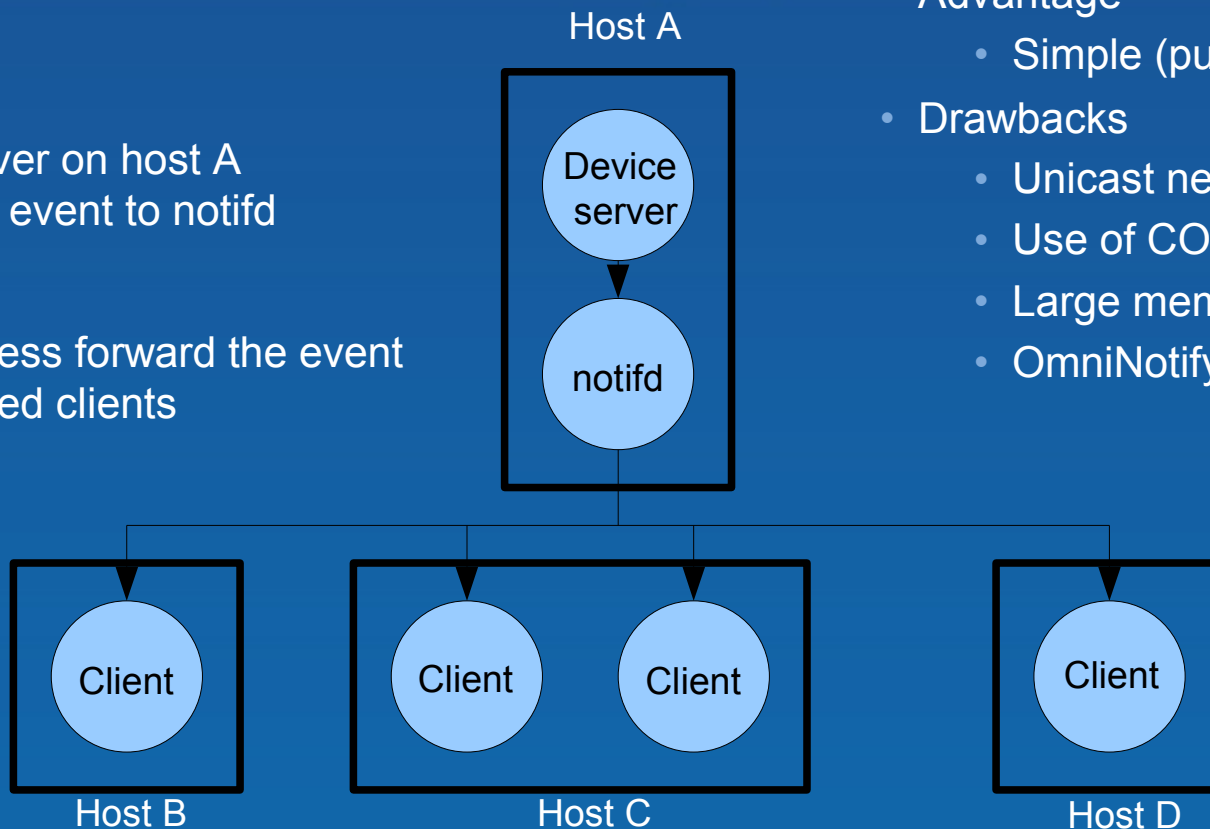 ver on host A
event to notifd
ess forward the event
ed clients
Host A
Device
server
notifd
Client
Client
Client
Client
Host B
Host C
Host D
Advantage
• Simple (pu
• Drawbacks
• Unicast ne
• Use of CO
• Large mem
• OmniNotify